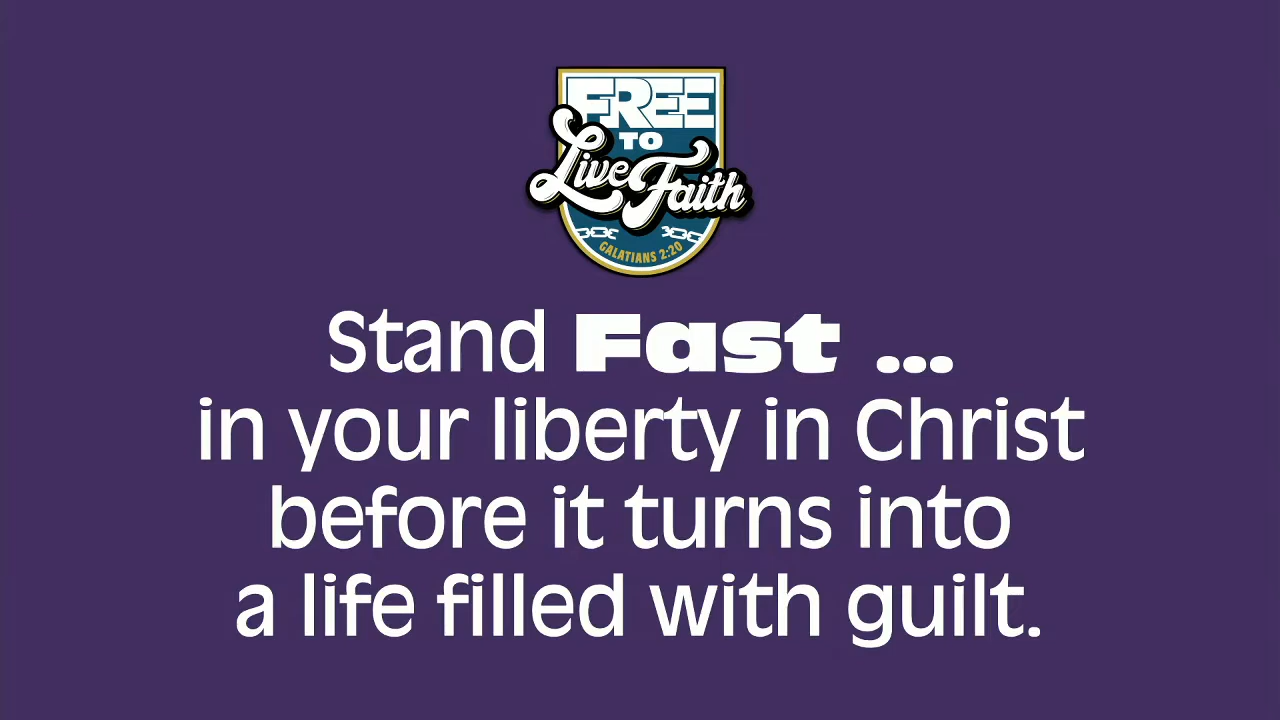 FREE
TO
Live Faith
GALATIANS 2:20
Stand Fast ...
in your liberty in Christ
before it turns into
a life filled with guilt.